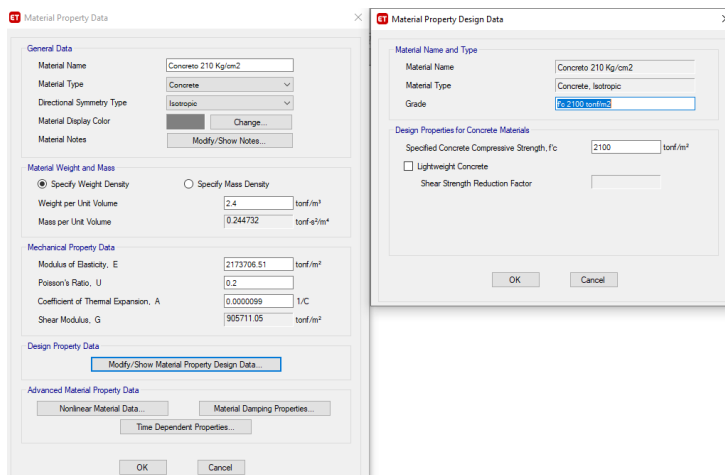 ET Material Property Data
General Data
Material Name Concreto 210 Kg/cm2
Material Type Concrete
Directional Symmetry Type Isotropic
Material Display Color Change...
Material Notes Modify/Show Notes...
Material Weight and Mass
Specify Weight Density Specify Mass Density
Weight per Unit Volume 2.4 tonf/m³
Mass per Unit Volume 0.244732 tonf-s²/m⁴
Mechanical Property Data
Modulus of Elasticity, E 2173706.51 tonf/m²
Poisson's Ratio, U 0.2
Coefficient of Thermal Expansion, A 0.0000099 1/C
Shear Modulus, G 905711.05 tonf/m²
Design Property Data
Modify/Show Material Property Design Data...
Advanced Material Property Data
Nonlinear Material Data... Material Damping Properties...
Time Dependent Properties...
OK Cancel
ET Material Property Design Data
Material Name and Type
Material Name Concreto 210 Kg/cm2
Material Type Concrete, Isotropic
Grade f'c 2100 tonf/m2
Design Properties for Concrete Materials
Specified Concrete Compressive Strength, f'c 2100 tonf/m²
Lightweight Concrete
Shear Strength Reduction Factor
OK Cancel